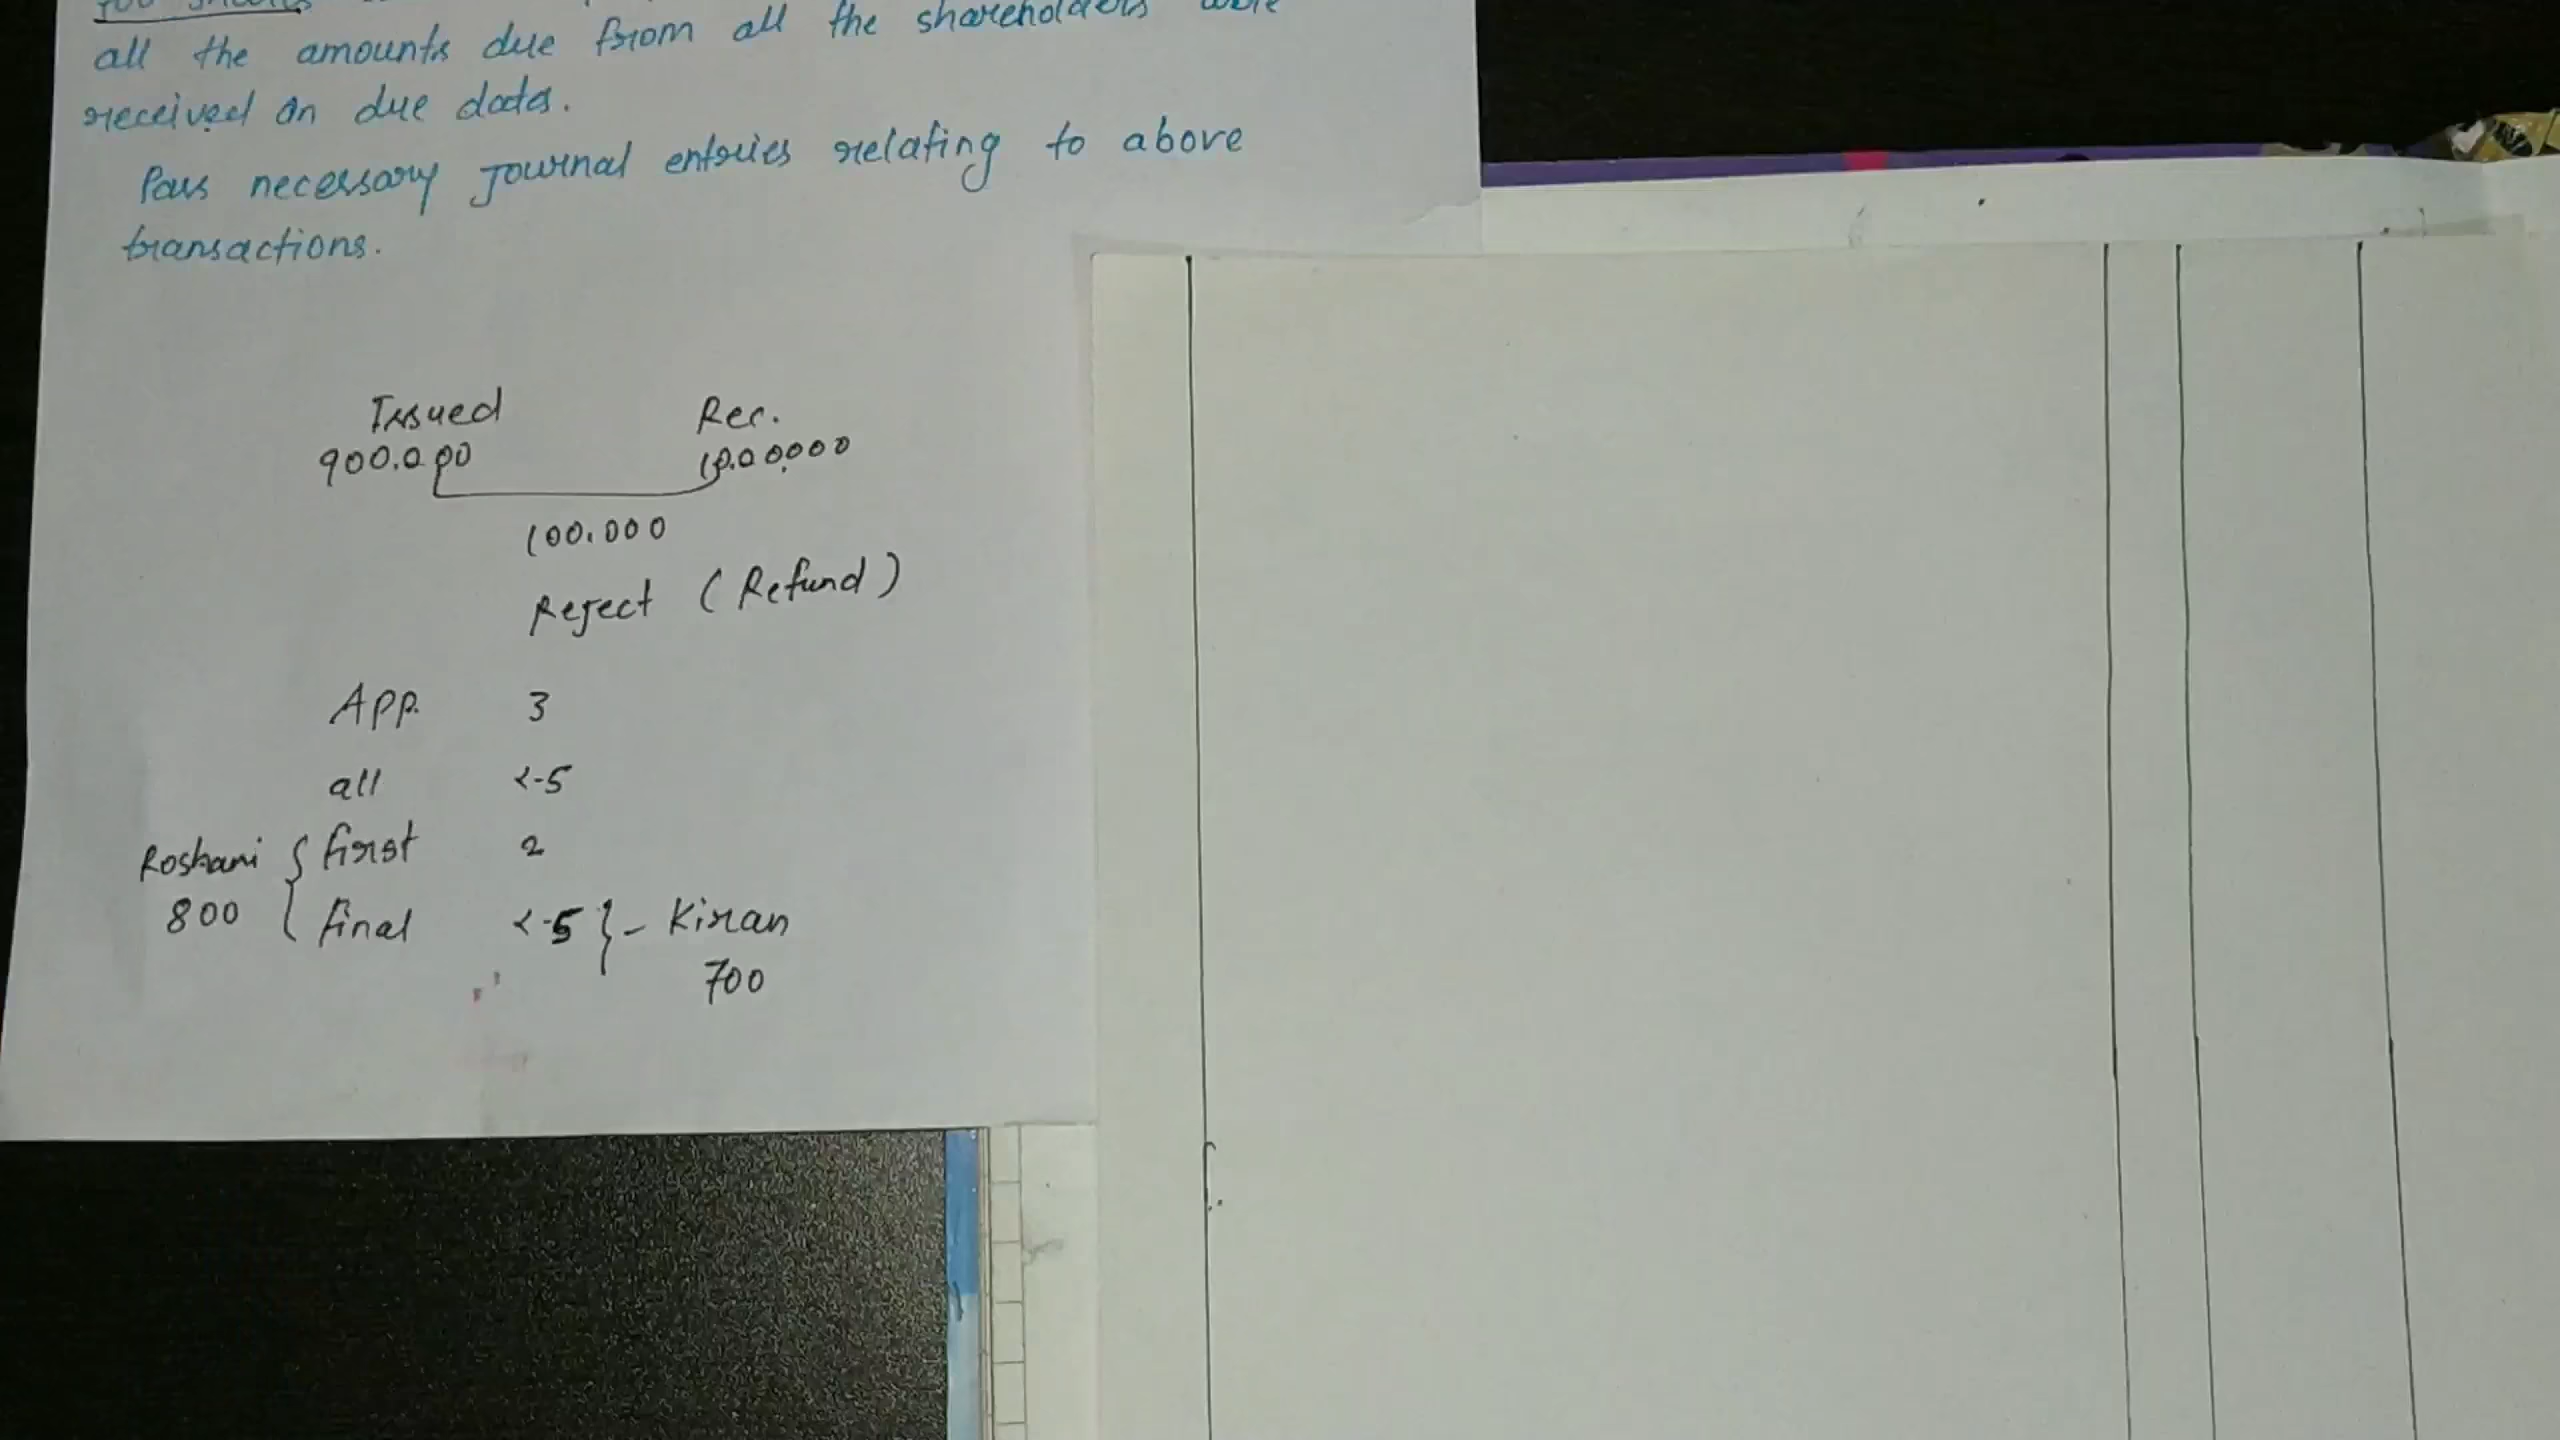 all the amounts due from all the shareholders were
received on due dates.
Pass necessary Journal entries relating to above
transactions.
Issued Rec.
900,000 10,00,000
100,000
Reject (Refund)
App. 3
all 2.5
Roshani first 2
800 final 2.5 - Kiran
700